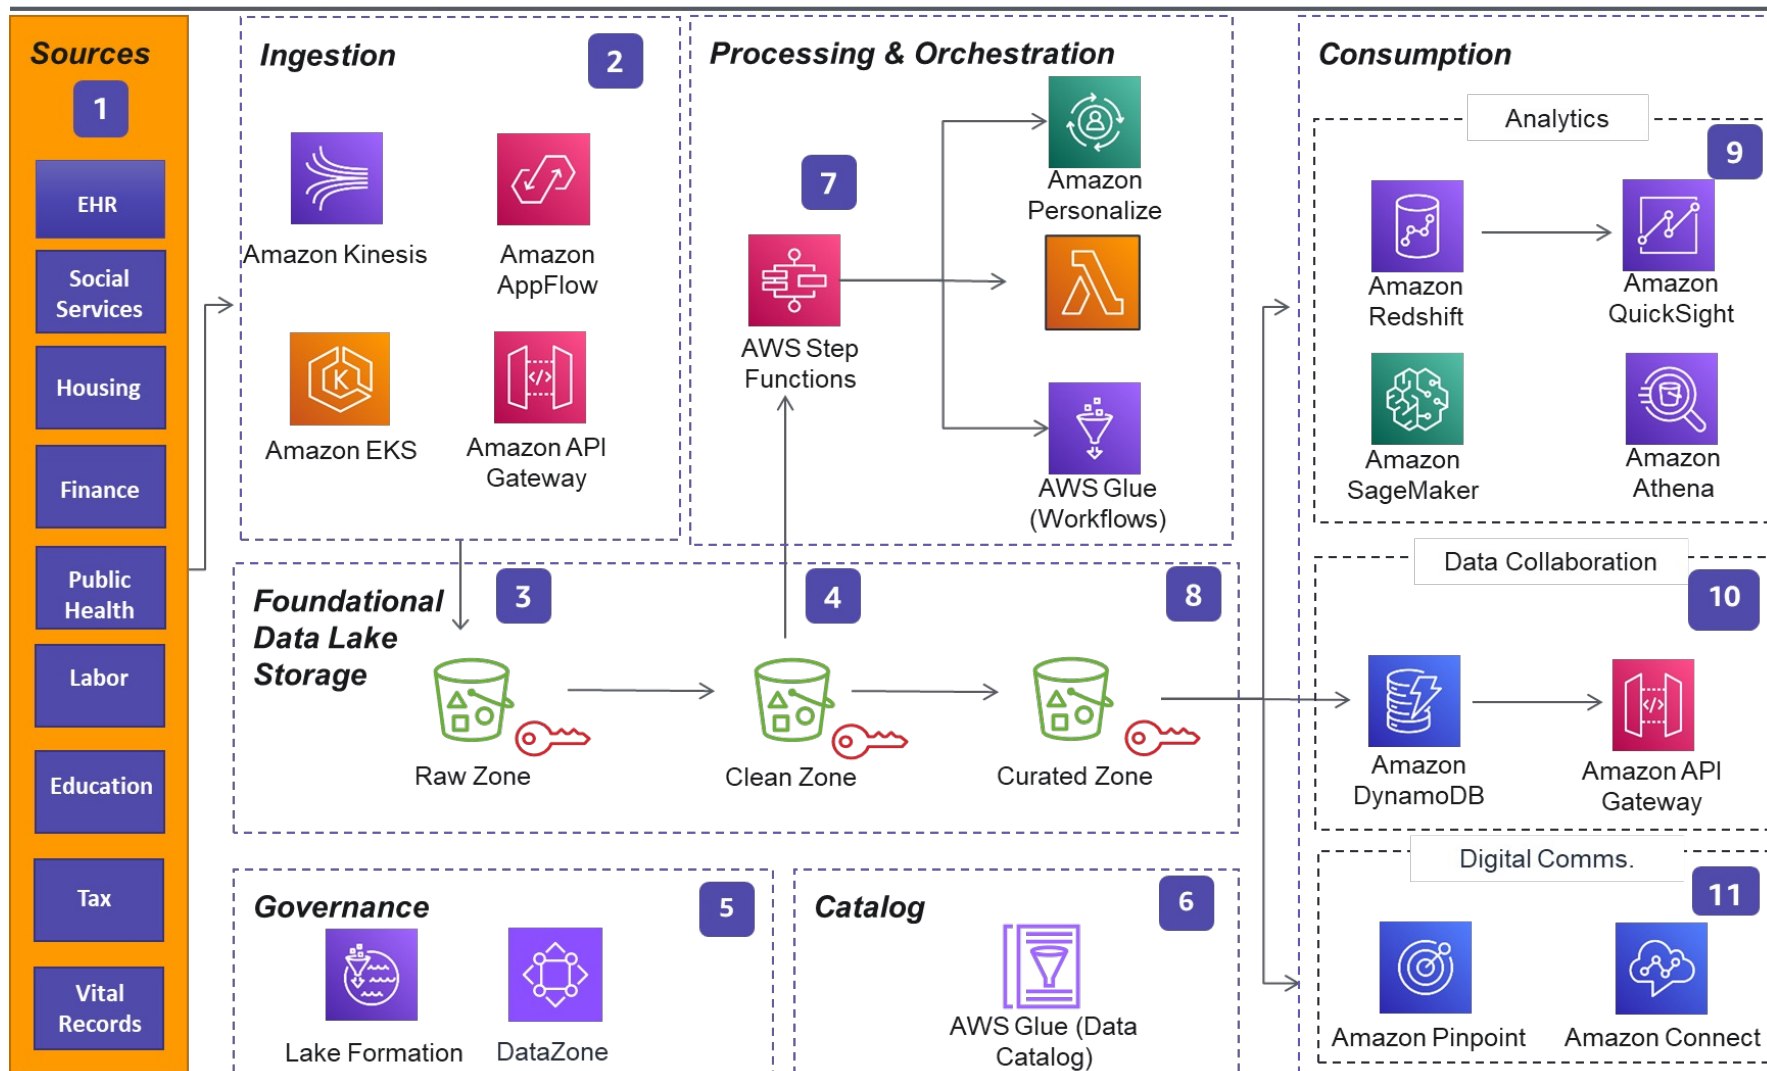 Sources
1
EHR
Social
Services
Housing
Finance
Public
Health
Labor
Education
Tax
Vital
Records
Ingestion
2
Amazon Kinesis
Amazon
AppFlow
Amazon EKS
Amazon API
Gateway
Processing & Orchestration
7
AWS Step
Functions
Amazon
Personalize
AWS Glue
(Workflows)
Foundational
Data Lake
Storage
3
4
8
Raw Zone
Clean Zone
Curated Zone
Governance
5
Lake Formation
DataZone
Catalog
6
AWS Glue (Data
Catalog)
Consumption
Analytics
9
Amazon
Redshift
Amazon
QuickSight
Amazon
SageMaker
Amazon
Athena
Data Collaboration
10
Amazon
DynamoDB
Amazon API
Gateway
Digital Comms.
11
Amazon Pinpoint
Amazon Connect